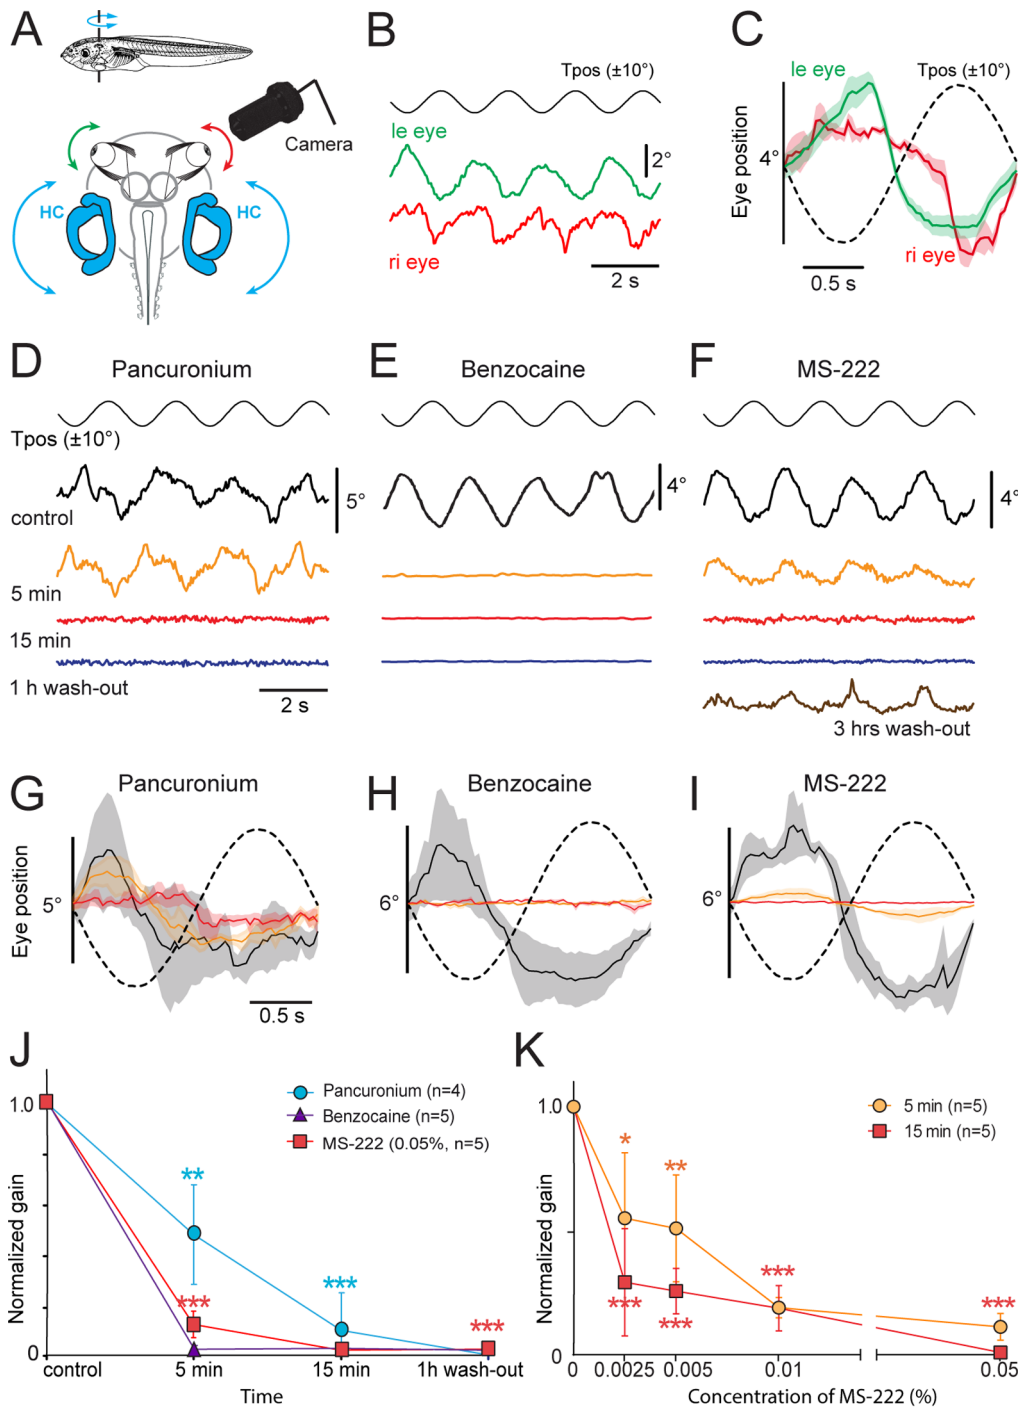 A
Camera
HC
HC
B
Tpos (±10°)
le eye
2°
ri eye
2 s
C
le eye
Tpos (±10°)
Eye position
4°
ri eye
0.5 s
D
Pancuronium
Tpos (±10°)
control
5°
5 min
15 min
1 h wash-out
2 s
E
Benzocaine
4°
F
MS-222
4°
3 hrs wash-out
G
Pancuronium
Eye position
5°
0.5 s
H
Benzocaine
6°
I
MS-222
6°
J
Pancuronium (n=4)
Benzocaine (n=5)
MS-222 (0.05%, n=5)
Normalized gain
1.0
0
**
***
***
***
control
5 min
15 min
1h wash-out
Time
K
5 min (n=5)
15 min (n=5)
Normalized gain
1.0
0
*
**
***
***
***
***
0
0.0025
0.005
0.01
0.05
Concentration of MS-222 (%)